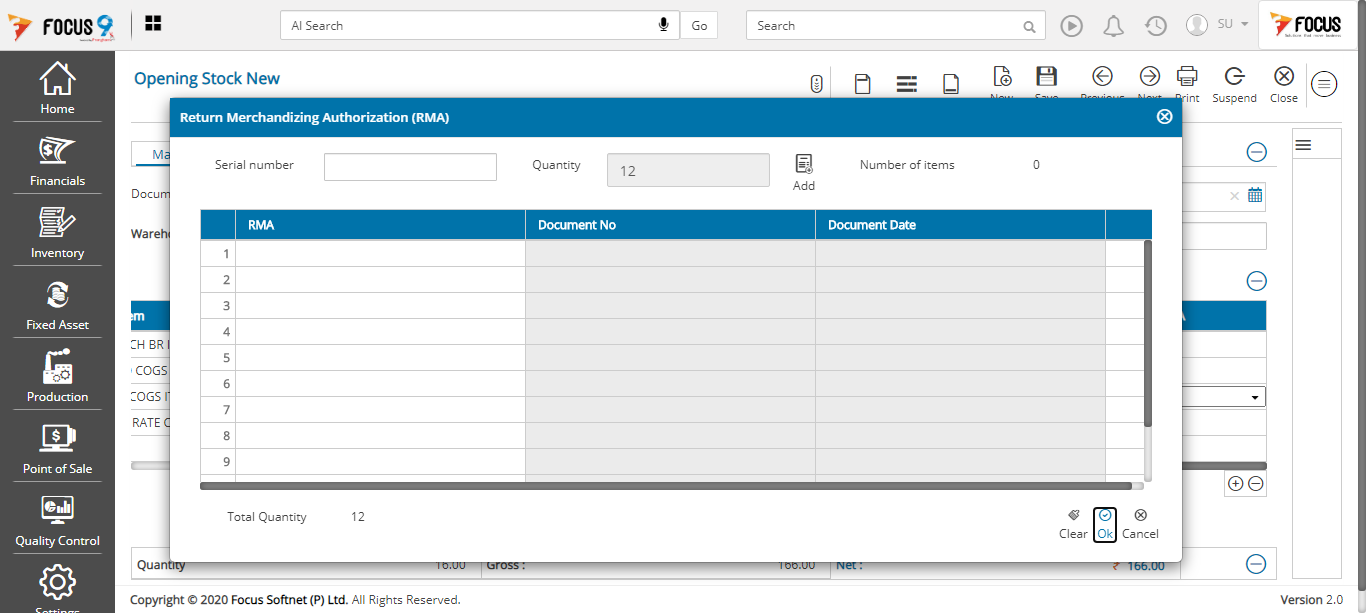 FOCUS 9
AI Search
Go
Search
SU
FOCUS
Home
Financials
Inventory
Fixed Asset
Production
Point of Sale
Quality Control
Settings
Opening Stock New
New
Save
Previous
Next
Print
Suspend
Close
Return Merchandizing Authorization (RMA)
Serial number
Quantity
12
Add
Number of items
0
Ma
Docum
Wareh
RMA
Document No
Document Date
1
2
3
4
5
6
7
8
9
em
CH BR I
COGS
COGS IT
RATE C
Total Quantity
12
Clear
Ok
Cancel
Quantity
16.00
Gross :
166.00
Net :
₹ 166.00
Copyright © 2020 Focus Softnet (P) Ltd. All Rights Reserved.
Version 2.0